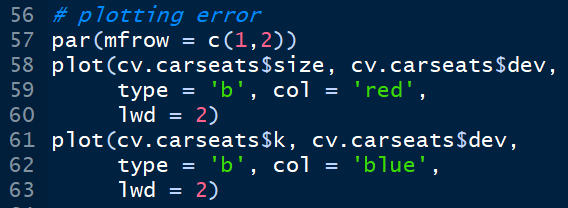 56 # plotting error
57 par(mfrow = c(1,2))
58 plot(cv.carseats$size, cv.carseats$dev,
59      type = 'b', col = 'red',
60      lwd = 2)
61 plot(cv.carseats$k, cv.carseats$dev,
62      type = 'b', col = 'blue',
63      lwd = 2)